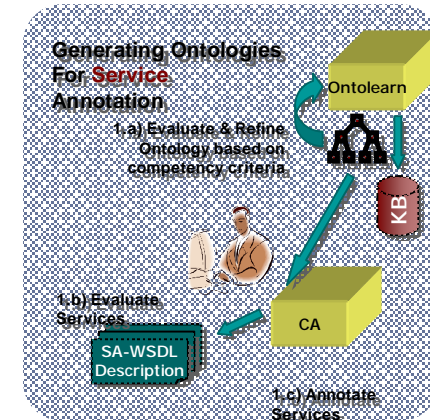 Generating Ontologies
For Service
Annotation
Ontolearn
1.a) Evaluate & Refine
Ontology based on
competency criteria
KB
1.b) Evaluate
Services
CA
SA-WSDL
Description
1.c) Annotate
Services